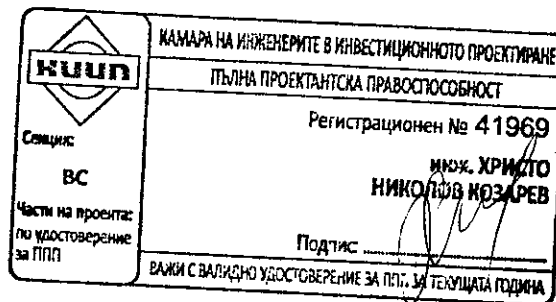 КАМАРА НА ИНЖЕНЕРИТЕ В ИНВЕСТИЦИОННОТО ПРОЕКТИРАНЕ
ПЪЛНА ПРОЕКТАНТСКА ПРАВОСПОСОБНОСТ
КИИП
Регистрационен № 41969
Секция:
ВС
инж. ХРИСТО
НИКОЛОВ КОЗАРЕВ
Части на проекта:
по удостоверение
за ППП
Подпис:
ВАЖИ С ВАЛИДНО УДОСТОВЕРЕНИЕ ЗА ППП ЗА ТЕКУЩАТА ГОДИНА